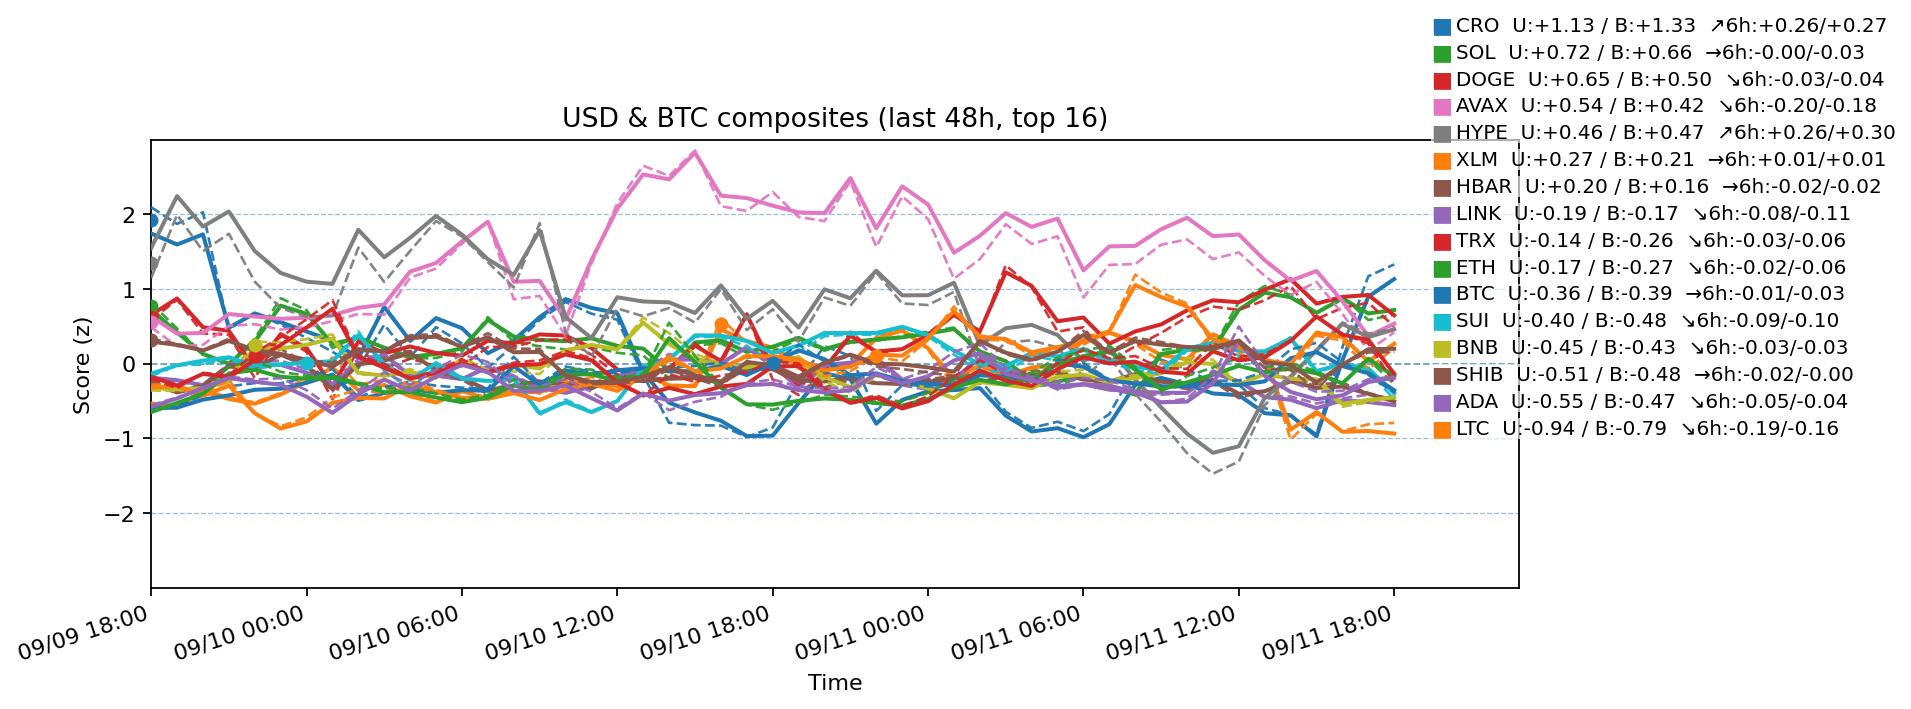 CRO  U:+1.13 / B:+1.33  ↗6h:+0.26/+0.27
SOL  U:+0.72 / B:+0.66  →6h:-0.00/-0.03
DOGE  U:+0.65 / B:+0.50  ↘6h:-0.03/-0.04
AVAX  U:+0.54 / B:+0.42  ↘6h:-0.20/-0.18
HYPE  U:+0.46 / B:+0.47  ↗6h:+0.26/+0.30
XLM  U:+0.27 / B:+0.21  →6h:+0.01/+0.01
HBAR  U:+0.20 / B:+0.16  →6h:-0.02/-0.02
LINK  U:-0.19 / B:-0.17  ↘6h:-0.08/-0.11
TRX  U:-0.14 / B:-0.26  ↘6h:-0.03/-0.06
ETH  U:-0.17 / B:-0.27  ↘6h:-0.02/-0.06
BTC  U:-0.36 / B:-0.39  →6h:-0.01/-0.03
SUI  U:-0.40 / B:-0.48  ↘6h:-0.09/-0.10
BNB  U:-0.45 / B:-0.43  ↘6h:-0.03/-0.03
SHIB  U:-0.51 / B:-0.48  →6h:-0.02/-0.00
ADA  U:-0.55 / B:-0.47  ↘6h:-0.05/-0.04
LTC  U:-0.94 / B:-0.79  ↘6h:-0.19/-0.16
USD & BTC composites (last 48h, top 16)
Score (z)
2
1
0
−1
−2
09/09 18:00
09/10 00:00
09/10 06:00
09/10 12:00
09/10 18:00
09/11 00:00
09/11 06:00
09/11 12:00
09/11 18:00
Time